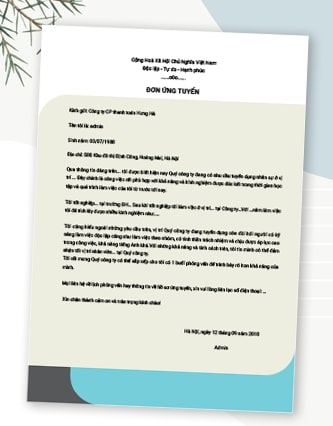 Cộng Hoà Xã Hội Chủ Nghĩa Việt Nam
Độc lập - Tự do - Hạnh phúc
ĐƠN ỨNG TUYỂN
Kính gửi: Công ty CP thanh toán Hưng Hà
Tên tôi là: admin
Sinh năm: 03/07/1988
Địa chỉ: Khu đô thị Định Công, Hoàng Mai, Hà Nội
Qua thông tin đăng trên... tôi được biết hiện nay Quý công ty đang có nhu cầu tuyển dụng nhân sự ở vị
trí ... Đây chính là công việc rất phù hợp với khả năng và kinh nghiệm được đúc kết trong thời gian học
tập và quá trình làm việc của tôi từ trước tới nay.
Tôi tốt nghiệp... tại trường ĐH... Sau khi tốt nghiệp tôi làm việc ở vị trí... tại Công ty...Với ...năm làm việc
tôi đã tích lũy được nhiều kinh nghiệm như:....
Tôi cũng hiểu ngoài những yêu cầu trên, vị trí Quý công ty đang tuyển dụng còn đòi hỏi người có kỹ
năng làm việc độc lập cũng như làm việc theo nhóm, có tinh thần trách nhiệm và chịu được áp lực cao
trong công việc, khả năng tiếng Anh khá. Với những khả năng và tính cách trên, tôi tin mình có thể đảm
nhận tốt vị trí nhân viên... tại Quý công ty.
Tôi rất mong Quý công ty có thể sắp xếp cho tôi có 1 buổi phỏng vấn để trình bày rõ hơn khả năng của
mình.
Mọi liên hệ về lịch phỏng vấn hay thông tin về hồ sơ ứng tuyển, xin vui lòng liên lạc số điện thoại: ...
Xin chân thành cảm ơn và trân trọng kính chào!
Hà Nội, ngày 12 tháng 09 năm 2018
Admin